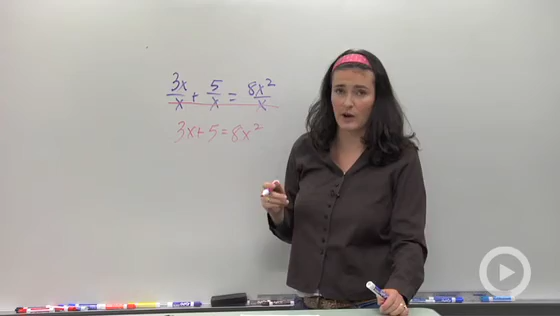 3x/x + 5/x = 8x²/x
3x + 5 = 8x²